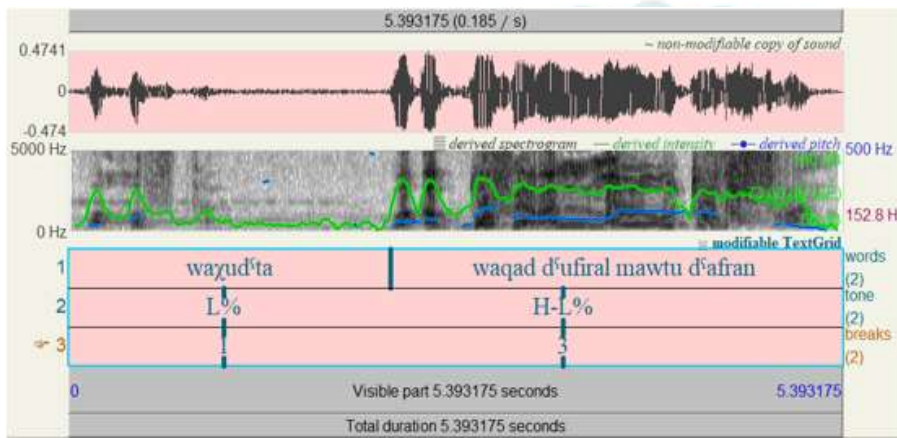 5.393175 (0.185 / s)
0.4741
~ non-modifiable copy of sound
0
-0.474
5000 Hz
derived spectrogram
derived intensity
derived pitch
500 Hz
152.8 H
0 Hz
modifiable TextGrid
1 waχudˤta waqad dˤufiral mawtu dˤafran words (2)
2 L% H-L% tone (2)
3 1 3 breaks (2)
0 Visible part 5.393175 seconds 5.393175
Total duration 5.393175 seconds